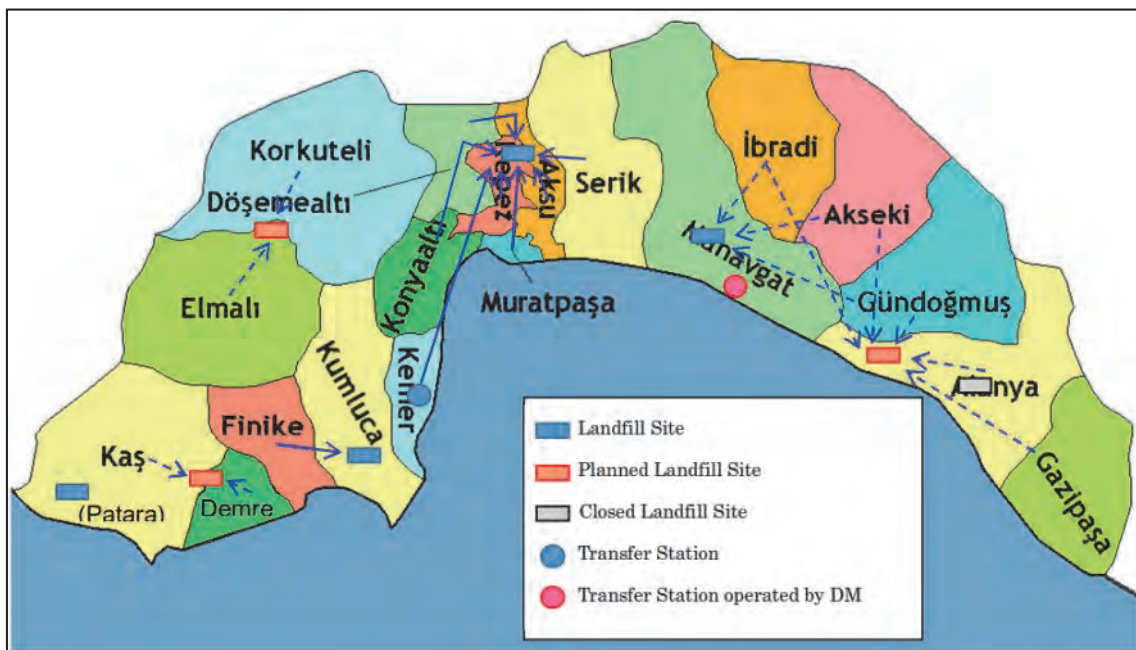 Korkuteli
Döşemealtı
Elmalı
Kaş
(Patara)
Demre
Finike
Kumluca
Kemer
Konyaaltı
Muratpaşa
Kepez
Aksu
Serik
Manavgat
İbradi
Akseki
Gündoğmuş
Alanya
Gazipaşa
Landfill Site
Planned Landfill Site
Closed Landfill Site
Transfer Station
Transfer Station operated by DM